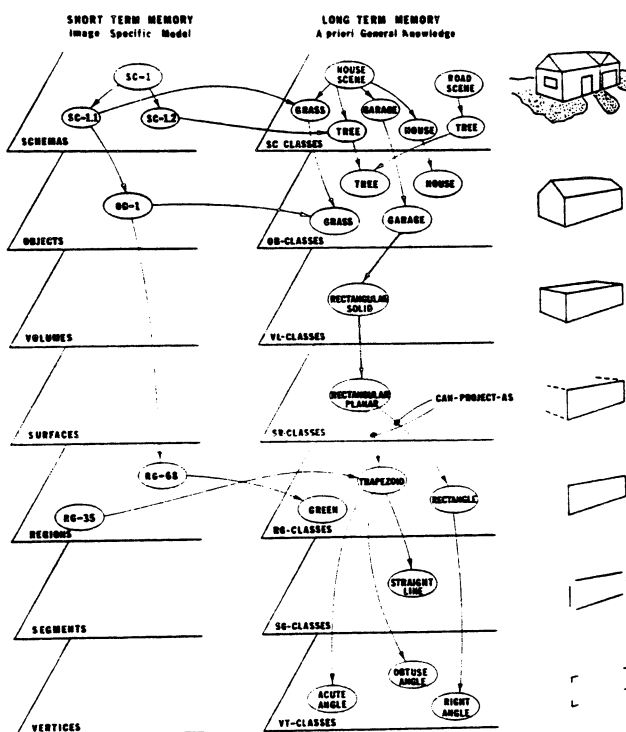 SHORT TERM MEMORY
Image Specific Model
LONG TERM MEMORY
A priori General Knowledge
SC-1
SC-1.1
SC-1.2
SCHEMAS
HOUSE SCENE
ROAD SCENE
GRASS
GARAGE
TREE
HOUSE
TREE
SC CLASSES
OB-1
OBJECTS
TREE
HOUSE
GRASS
GARAGE
OB-CLASSES
VOLUMES
RECTANGULAR
SOLID
VL-CLASSES
SURFACES
RECTANGULAR
PLANAR
CAN-PROJECT-AS
SR-CLASSES
RG-68
RG-35
REGIONS
TRAPEZOID
RECTANGLE
GREEN
RG-CLASSES
SEGMENTS
STRAIGHT
LINE
SG-CLASSES
VERTICES
OBTUSE
ANGLE
ACUTE
ANGLE
RIGHT
ANGLE
VT-CLASSES